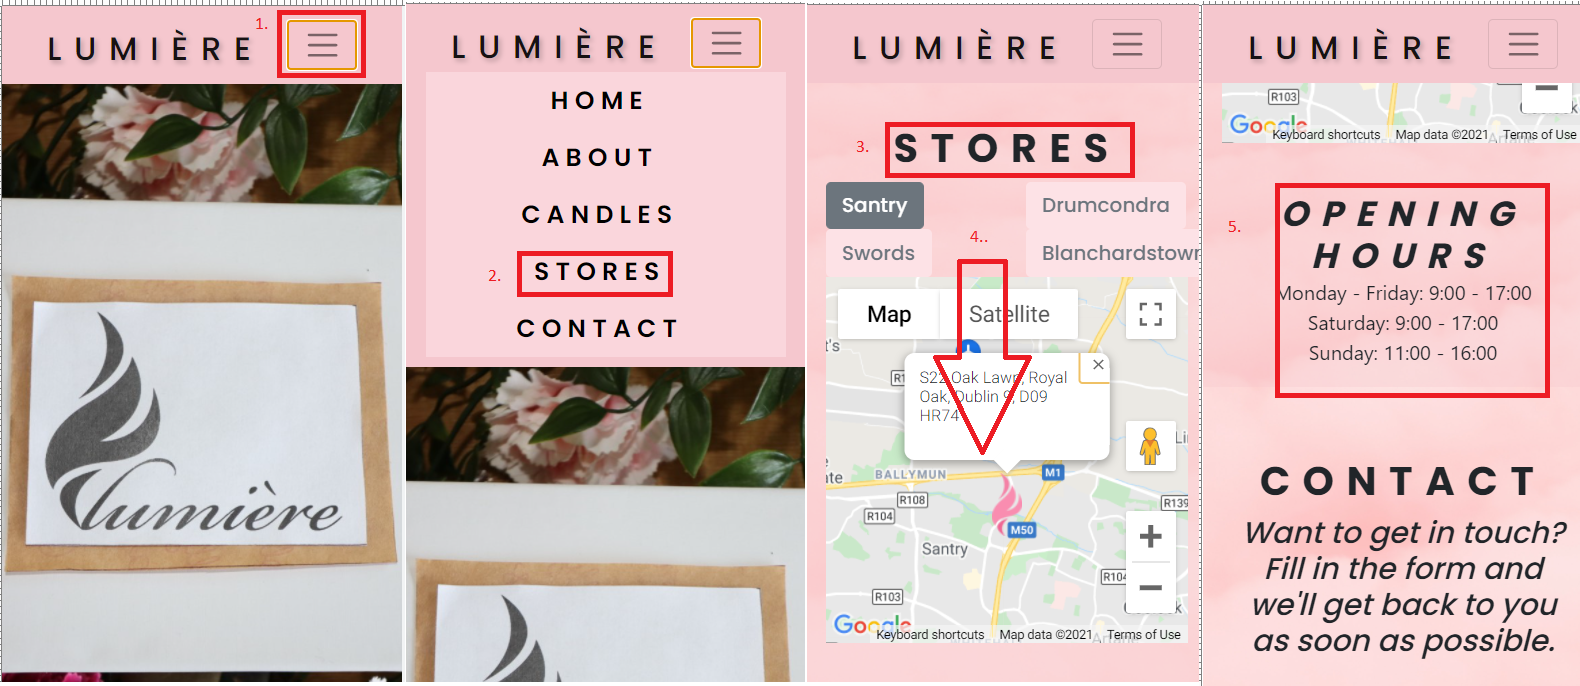 1.
LUMIÈRE
lumière
LUMIÈRE
HOME
ABOUT
CANDLES
2.
STORES
CONTACT
LUMIÈRE
3.
STORES
Santry
Drumcondra
4..
Swords
Blanchardstown
Map
Satellite
t's
R1
S22 Oak Lawn, Royal
Oak, Dublin 9, D09
HR74
Li
BALLYMUN
M1
te
R108
R139
R104
M50
Santry
R104
R103
Google
Keyboard shortcuts
Map data ©2021
Terms of Use
LUMIÈRE
R103
Google
Keyboard shortcuts
Map data ©2021
Terms of Use
5.
OPENING
HOURS
Monday - Friday: 9:00 - 17:00
Saturday: 9:00 - 17:00
Sunday: 11:00 - 16:00
CONTACT
Want to get in touch?
Fill in the form and
we'll get back to you
as soon as possible.